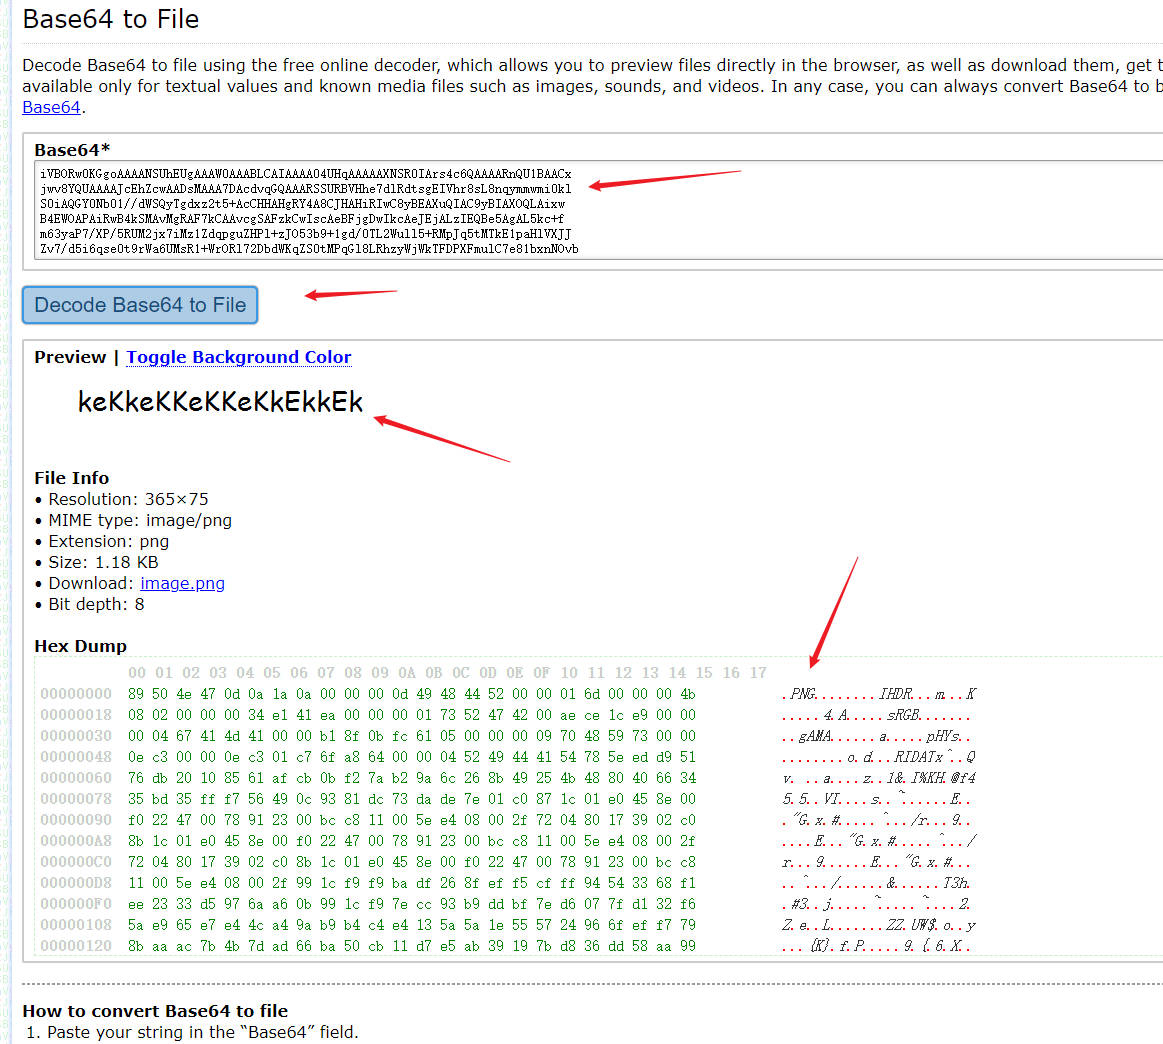 Base64 to File
Decode Base64 to file using the free online decoder, which allows you to preview files directly in the browser, as well as download them, get t
available only for textual values and known media files such as images, sounds, and videos. In any case, you can always convert Base64 to b
Base64.
Base64*
iVBORw0KGgoAAAANSUhEUgAAAW0AAABLCAIAAAA04UHqAAAAAXNSR0IArs4c6QAAAARnQU1BAACx
jwv8YQUAAAAJcEhZcwAADsMAAA7DAcdvqGQAAARSSURBVHhe7dlRdtsgEIVhr8sL8nqymmwmi0kl
S0iAQGY0Nb01//dWSQyTgdxz2t5+AcCHHAHgRY4A8CJHAHiRIwC8yBEAXuQIAC9yBIAXOQLAixw
B4EWOAPAiRwB4kSMAvMgRAF7kCAAvcgSAFzkCwIscAeBFjgDwIkcAeJEjALzIEQBe5AgAL5kc+f
m63yaP7/XP/5RUM2jx7iMz1ZdqpguZHPl+zJO53b9+1gd/0TL2Wull5+RMpJq5tMTkE1paHlVXJJ
Zv7/d5i6qse0t9rWa6UMsR1+WrORl72DbdWKqZS0tMPqGl8LRhzyWjWkTFDPXFmulC7e81bxnNOvb
Decode Base64 to File
Preview | Toggle Background Color
keKkeKKeKKeKkEkkEk
File Info
• Resolution: 365×75
• MIME type: image/png
• Extension: png
• Size: 1.18 KB
• Download: image.png
• Bit depth: 8
Hex Dump
00 01 02 03 04 05 06 07 08 09 0A 0B 0C 0D 0E 0F 10 11 12 13 14 15 16 17
00000000 89 50 4e 47 0d 0a 1a 0a 00 00 00 0d 49 48 44 52 00 00 01 6d 00 00 00 4b .PNG........IHDR...m...K
00000018 08 02 00 00 00 34 e1 41 ea 00 00 00 01 73 52 47 42 00 ae ce 1c e9 00 00 .....4.A.....sRGB.......
00000030 00 04 67 41 4d 41 00 00 b1 8f 0b fc 61 05 00 00 00 09 70 48 59 73 00 00 ..gAMA......a.....pHYs..
00000048 0e c3 00 00 0e c3 01 c7 6f a8 64 00 00 04 52 49 44 41 54 78 5e ed d9 51 ........o.d...RIDATx^..Q
00000060 76 db 20 10 85 61 af cb 0b f2 7a b2 9a 6c 26 8b 49 25 4b 48 80 40 66 34 v. ..a....z..l&.I%KH.@f4
00000078 35 bd 35 ff f7 56 49 0c 93 81 dc 73 da de 7e 01 c0 87 1c 01 e0 45 8e 00 5.5..VI....s..~......E..
00000090 f0 22 47 00 78 91 23 00 bc c8 11 00 5e e4 08 00 2f 72 04 80 17 39 02 c0 ."G.x.#.....^.../r...9..
000000A8 8b 1c 01 e0 45 8e 00 f0 22 47 00 78 91 23 00 bc c8 11 00 5e e4 08 00 2f ....E..."G.x.#.....^.../
000000C0 72 04 80 17 39 02 c0 8b 1c 01 e0 45 8e 00 f0 22 47 00 78 91 23 00 bc c8 r...9......E..."G.x.#...
000000D8 11 00 5e e4 08 00 2f 99 1c f9 f9 ba df 26 8f ef f5 cf ff 94 54 33 68 f1 ..^.../......&......T3h.
000000F0 ee 23 33 d5 97 6a a6 0b 99 1c f9 7e cc 93 b9 dd bf 7e d6 07 7f d1 32 f6 .#3..j.....~.....~....2.
00000108 5a e9 65 e7 e4 4c a4 9a b9 b4 c4 e4 13 5a 5a 1e 55 57 24 96 6f ef f7 79 Z.e..L.......ZZ.UW$.o..y
00000120 8b aa ac 7b 4b 7d ad 66 ba 50 cb 11 d7 e5 ab 39 19 7b d8 36 dd 58 aa 99 ...{K}.f.P.....9.{.6.X..
How to convert Base64 to file
1. Paste your string in the “Base64” field.